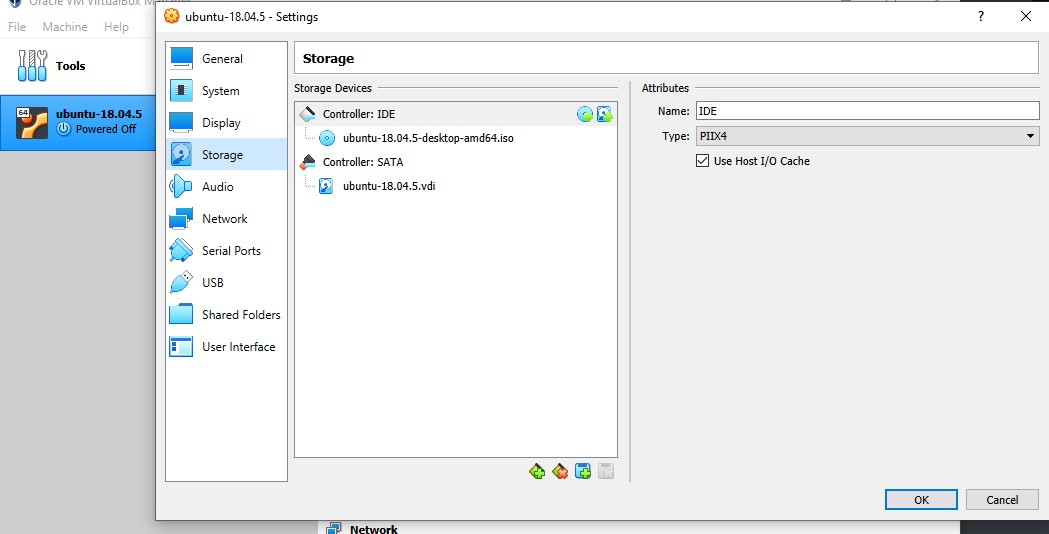 Oracle VM VirtualBox
File Machine Help
Tools
64
ubuntu-18.04.5
Powered Off
ubuntu-18.04.5 - Settings
?
General
System
Display
Storage
Audio
Network
Serial Ports
USB
Shared Folders
User Interface
Storage
Storage Devices
Controller: IDE
ubuntu-18.04.5-desktop-amd64.iso
Controller: SATA
ubuntu-18.04.5.vdi
Attributes
Name: IDE
Type: PIIX4
Use Host I/O Cache
OK
Cancel
Network